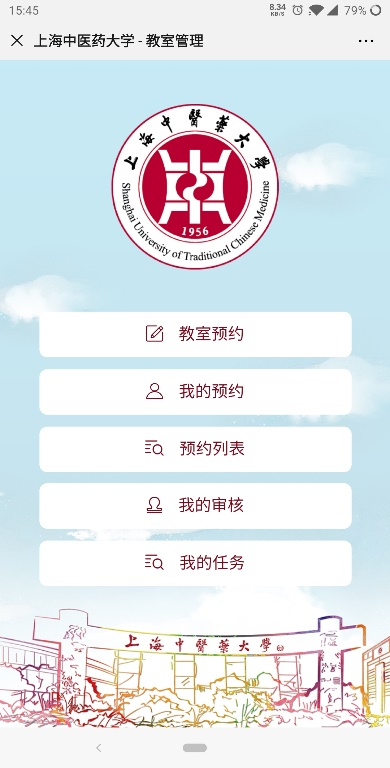 15:45
8.34
KB/S
79%
上海中医药大学 - 教室管理
上海中醫藥大學
Shanghai University of Traditional Chinese Medicine
1956
教室预约
我的预约
预约列表
我的审核
我的任务
上海中醫藥大學